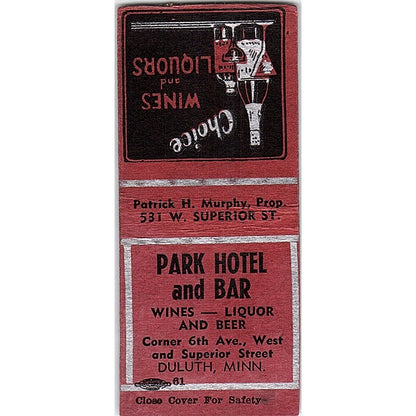 Choice
WINES
and
LIQUORS
Patrick H. Murphy, Prop.
531 W. SUPERIOR ST.
PARK HOTEL
and BAR
WINES — LIQUOR
AND BEER
Corner 6th Ave., West
and Superior Street
DULUTH, MINN.
61
Close Cover For Safety